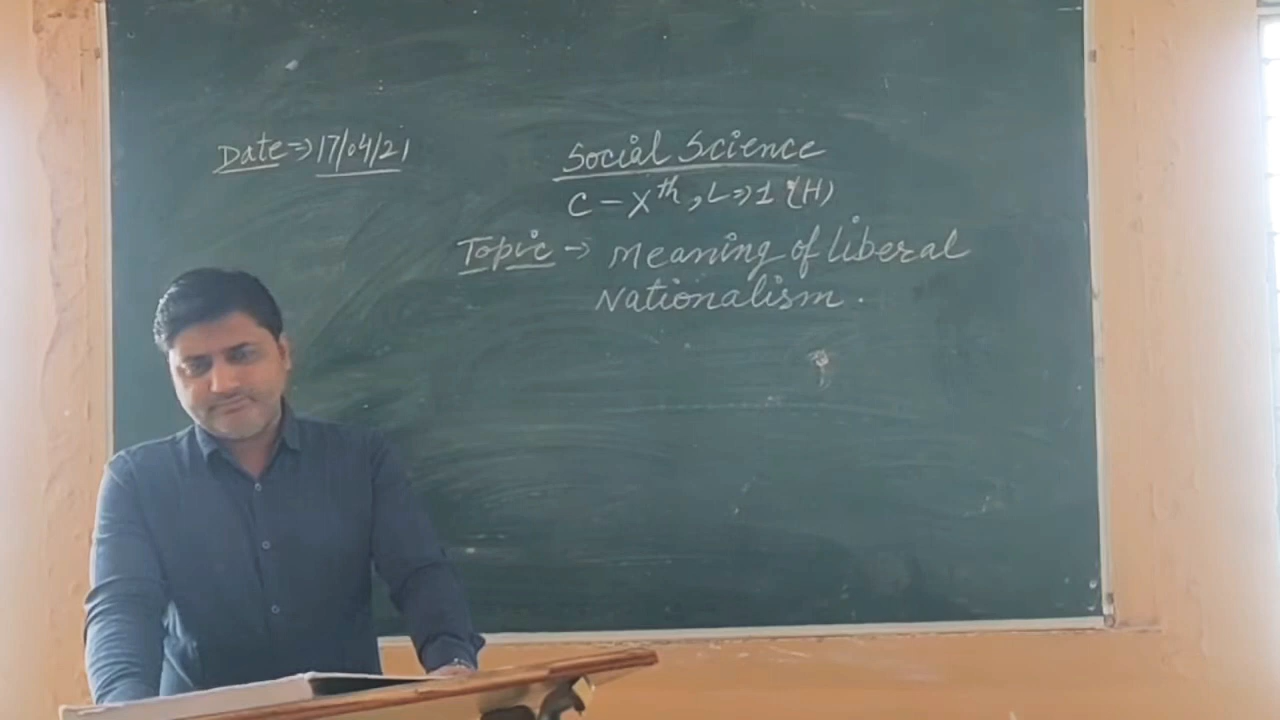 Date⇒17/04/21
Social Science
C-Xth, L⇒1 (H)
Topic → Meaning of liberal
Nationalism.